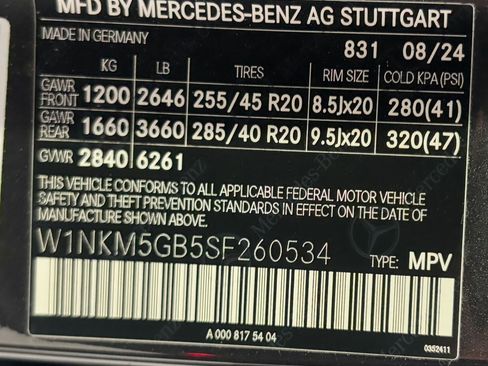 MFD BY MERCEDES-BENZ AG STUTTGART
MADE IN GERMANY 831 08/24
KG LB TIRES RIM SIZE COLD KPA (PSI)
GAWR FRONT 1200 2646 255/45 R20 8.5Jx20 280(41)
GAWR REAR 1660 3660 285/40 R20 9.5Jx20 320(47)
GVWR 2840 6261
THIS VEHICLE CONFORMS TO ALL APPLICABLE FEDERAL MOTOR VEHICLE
SAFETY AND THEFT PREVENTION STANDARDS IN EFFECT ON THE DATE
OF MANUFACTURE SHOWN ABOVE.
W1NKM5GB5SF260534 TYPE: MPV
A 000 817 54 04
0352411